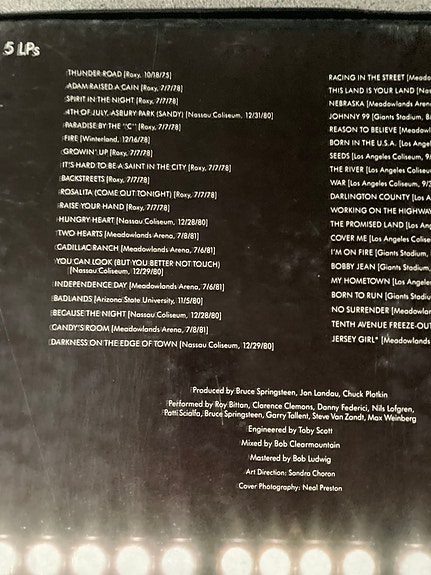 5 LPs
THUNDER ROAD [Roxy, 10/18/75]
ADAM RAISED A CAIN [Roxy, 7/7/78]
SPIRIT IN THE NIGHT [Roxy, 7/7/78]
4TH OF JULY, ASBURY PARK (SANDY) [Nassau Coliseum, 12/31/80]
PARADISE BY THE "C" [Roxy, 7/7/78]
FIRE [Winterland, 12/16/78]
GROWIN' UP [Roxy, 7/7/78]
IT'S HARD TO BE A SAINT IN THE CITY [Roxy, 7/7/78]
BACKSTREETS [Roxy, 7/7/78]
ROSALITA (COME OUT TONIGHT) [Roxy, 7/7/78]
RAISE YOUR HAND [Roxy, 7/7/78]
HUNGRY HEART [Nassau Coliseum, 12/28/80]
TWO HEARTS [Meadowlands Arena, 7/8/81]
CADILLAC RANCH [Meadowlands Arena, 7/6/81]
YOU CAN LOOK (BUT YOU BETTER NOT TOUCH)
[Nassau Coliseum, 12/29/80]
INDEPENDENCE DAY [Meadowlands Arena, 7/6/81]
BADLANDS [Arizona State University, 11/5/80]
BECAUSE THE NIGHT [Nassau Coliseum, 12/28/80]
CANDY'S ROOM [Meadowlands Arena, 7/8/81]
DARKNESS ON THE EDGE OF TOWN [Nassau Coliseum, 12/29/80]
RACING IN THE STREET [Meado
THIS LAND IS YOUR LAND [Nas
NEBRASKA [Meadowlands Aren
JOHNNY 99 [Giants Stadium, 8/
REASON TO BELIEVE [Meadowl
BORN IN THE U.S.A. [Los Ange
SEEDS [Los Angeles Coliseum, 9/
THE RIVER [Los Angeles Coliseu
WAR [Los Angeles Coliseum, 9/3
DARLINGTON COUNTY [Los A
WORKING ON THE HIGHWAY
THE PROMISED LAND [Los Ang
COVER ME [Los Angeles Colise
I'M ON FIRE [Giants Stadium,
BOBBY JEAN [Giants Stadium,
MY HOMETOWN [Los Angeles
BORN TO RUN [Giants Stadiu
NO SURRENDER [Meadowlan
TENTH AVENUE FREEZE-OUT
JERSEY GIRL* [Meadowlands
Produced by Bruce Springsteen, Jon Landau, Chuck Plotkin
Performed by Roy Bittan, Clarence Clemons, Danny Federici, Nils Lofgren,
Patti Scialfa, Bruce Springsteen, Garry Tallent, Steve Van Zandt, Max Weinberg
Engineered by Toby Scott
Mixed by Bob Clearmountain
Mastered by Bob Ludwig
Art Direction: Sandra Choron
Cover Photography: Neal Preston